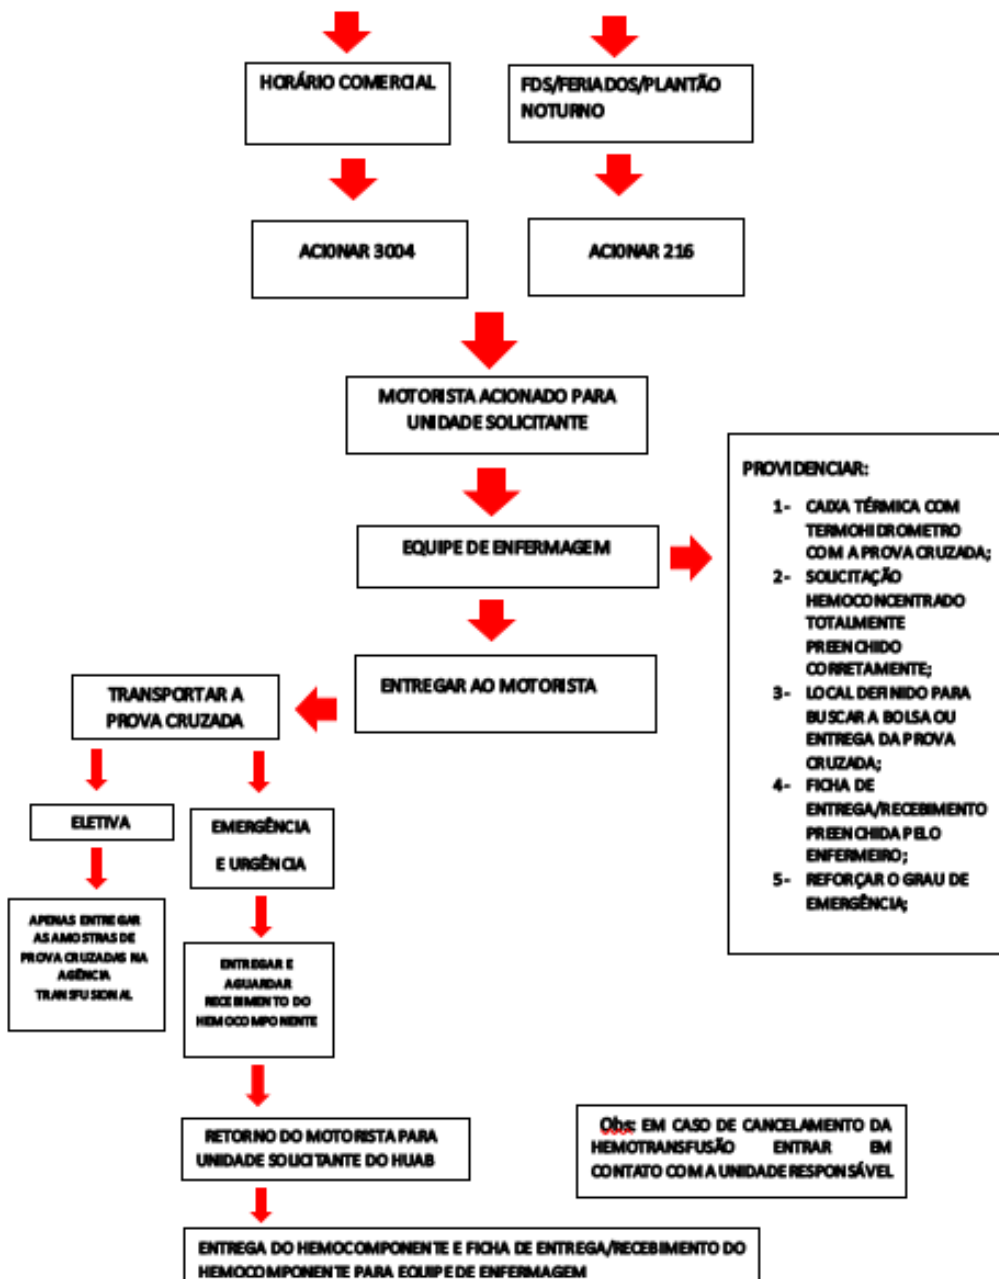 HORÁRIO COMERCIAL
FDS/FERIADOS/PLANTÃO
NOTURNO
ACIONAR 3004
ACIONAR 216
MOTORISTA ACIONADO PARA
UNIDADE SOLICITANTE
EQUIPE DE ENFERMAGEM
PROVIDENCIAR:
1- CAIXA TÉRMICA COM
TERMOHIDROMETRO
COM A PROVA CRUZADA;
2- SOLICITAÇÃO
HEMOCONCENTRADO
TOTALMENTE
PREENCHIDO
CORRETAMENTE;
3- LOCAL DEFINIDO PARA
BUSCAR A BOLSA OU
ENTREGA DA PROVA
CRUZADA;
4- FICHA DE
ENTREGA/RECEBIMENTO
PREENCHIDA PELO
ENFERMEIRO;
5- REFORÇAR O GRAU DE
EMERGÊNCIA;
ENTREGAR AO MOTORISTA
TRANSPORTAR A
PROVA CRUZADA
ELETIVA
EMERGÊNCIA
E URGÊNCIA
APENAS ENTREGAR
AS AMOSTRAS DE
PROVA CRUZADAS NA
AGÊNCIA
TRANSFUSIONAL
ENTREGAR E
AGUARDAR
RECEBIMENTO DO
HEMOCOMPONENTE
RETORNO DO MOTORISTA PARA
UNIDADE SOLICITANTE DO HUAB
Obs: EM CASO DE CANCELAMENTO DA
HEMOTRANSFUSÃO ENTRAR EM
CONTATO COM A UNIDADE RESPONSÁVEL
ENTREGA DO HEMOCOMPONENTE E FICHA DE ENTREGA/RECEBIMENTO DO
HEMOCOMPONENTE PARA EQUIPE DE ENFERMAGEM